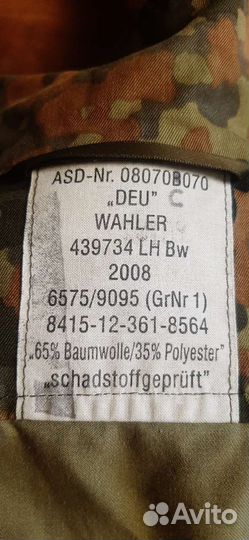 ASD-Nr. 08070B070
„DEU" C
WAHLER
439734 LH Bw
2008
6575/9095 (GrNr 1)
8415-12-361-8564
„65% Baumwolle/35% Polyester"
„schadstoffgeprüft"
Avito